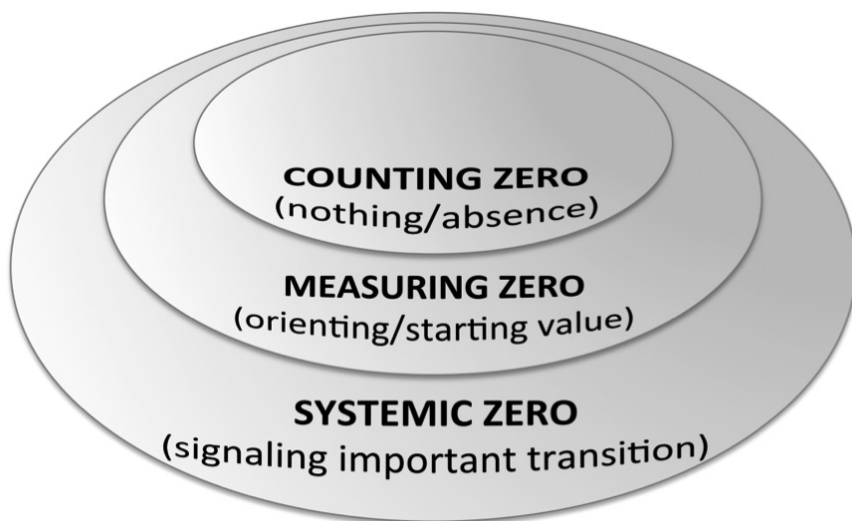 COUNTING ZERO
(nothing/absence)
MEASURING ZERO
(orienting/starting value)
SYSTEMIC ZERO
(signaling important transition)